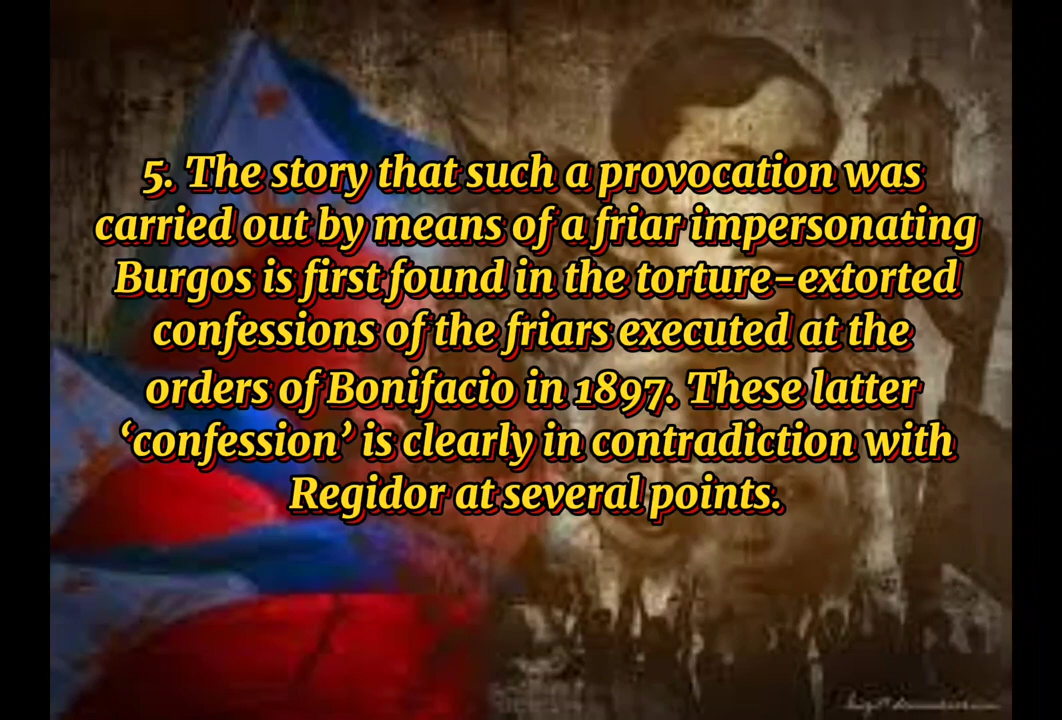 5. The story that such a provocation was
carried out by means of a friar impersonating
Burgos is first found in the torture-extorted
confessions of the friars executed at the
orders of Bonifacio in 1897. These latter
‘confession’ is clearly in contradiction with
Regidor at several points.